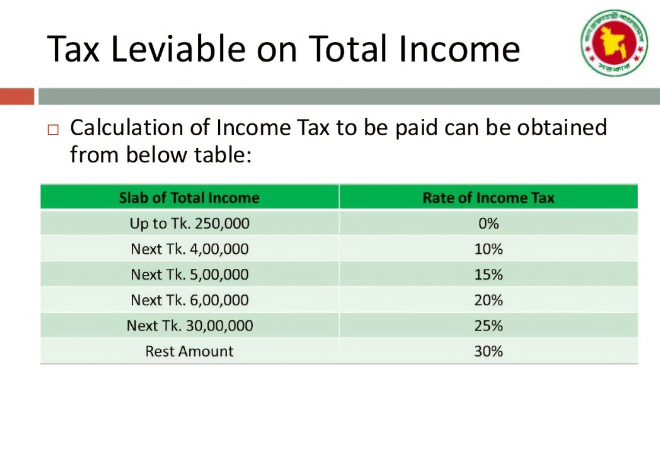 Tax Leviable on Total Income
Calculation of Income Tax to be paid can be obtained
from below table:
Slab of Total Income Rate of Income Tax
Up to Tk. 250,000 0%
Next Tk. 4,00,000 10%
Next Tk. 5,00,000 15%
Next Tk. 6,00,000 20%
Next Tk. 30,00,000 25%
Rest Amount 30%